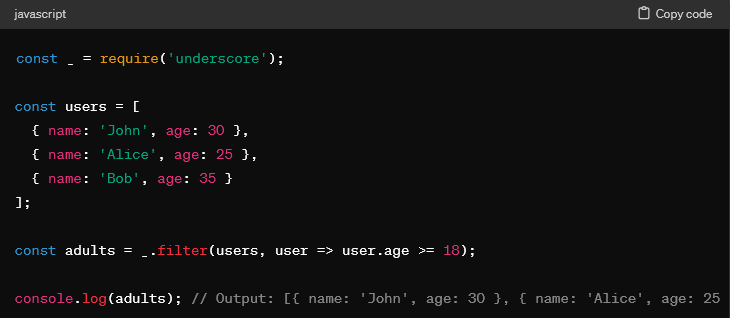 javascript
Copy code
const _ = require('underscore');
const users = [
  { name: 'John', age: 30 },
  { name: 'Alice', age: 25 },
  { name: 'Bob', age: 35 }
];
const adults = _.filter(users, user => user.age >= 18);
console.log(adults); // Output: [{ name: 'John', age: 30 }, { name: 'Alice', age: 25